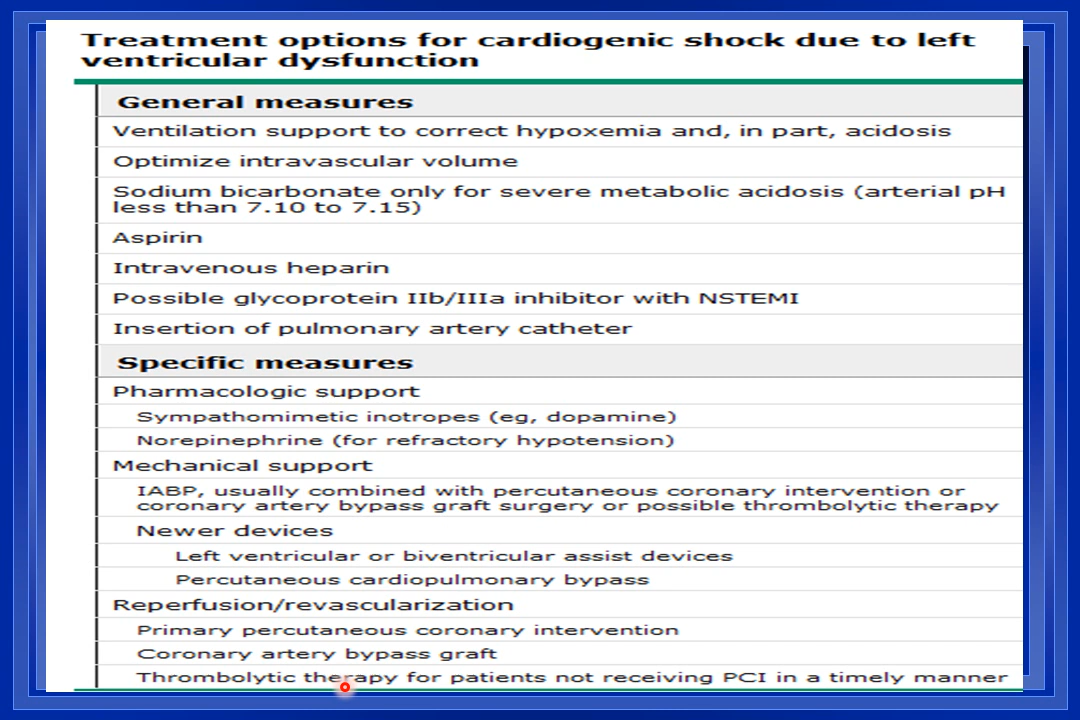 Treatment options for cardiogenic shock due to left
ventricular dysfunction
General measures
Ventilation support to correct hypoxemia and, in part, acidosis
Optimize intravascular volume
Sodium bicarbonate only for severe metabolic acidosis (arterial pH
less than 7.10 to 7.15)
Aspirin
Intravenous heparin
Possible glycoprotein IIb/IIIa inhibitor with NSTEMI
Insertion of pulmonary artery catheter
Specific measures
Pharmacologic support
Sympathomimetic inotropes (eg, dopamine)
Norepinephrine (for refractory hypotension)
Mechanical support
IABP, usually combined with percutaneous coronary intervention or
coronary artery bypass graft surgery or possible thrombolytic therapy
Newer devices
Left ventricular or biventricular assist devices
Percutaneous cardiopulmonary bypass
Reperfusion/revascularization
Primary percutaneous coronary intervention
Coronary artery bypass graft
Thrombolytic therapy for patients not receiving PCI in a timely manner